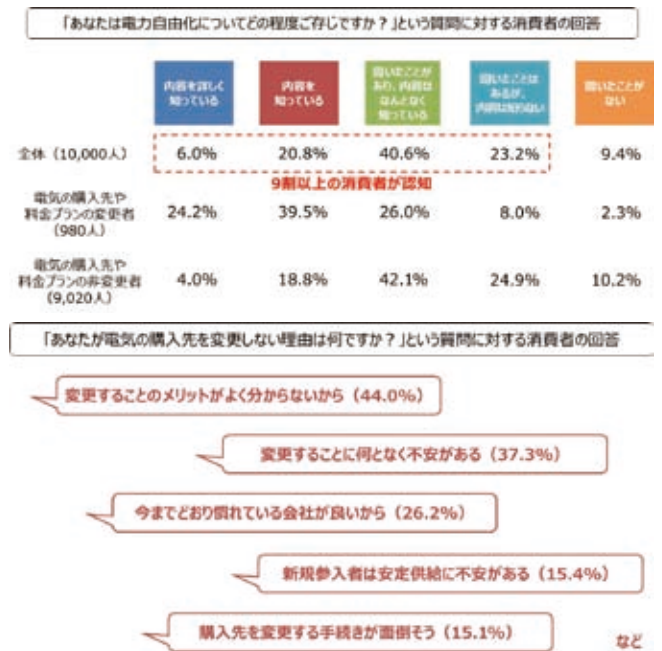 「あなたは電力自由化についてどの程度ご存じですか?」という質問に対する消費者の回答
内容を詳しく
知っている
内容を
知っている
聞いたことが
あり、内容は
なんとなく
知っている
聞いたことは
あるが、
内容は知らない
聞いたことが
ない
全体(10,000人)
6.0%
20.8%
40.6%
23.2%
9.4%
9割以上の消費者が認知
電気の購入先や
料金プランの変更者
(980人)
24.2%
39.5%
26.0%
8.0%
2.3%
電気の購入先や
料金プランの非変更者
(9,020人)
4.0%
18.8%
42.1%
24.9%
10.2%
「あなたが電気の購入先を変更しない理由は何ですか?」という質問に対する消費者の回答
変更することのメリットがよく分からないから(44.0%)
変更することに何となく不安がある(37.3%)
今までどおり慣れている会社が良いから(26.2%)
新規参入者は安定供給に不安がある(15.4%)
購入先を変更する手続きが面倒そう(15.1%)
など